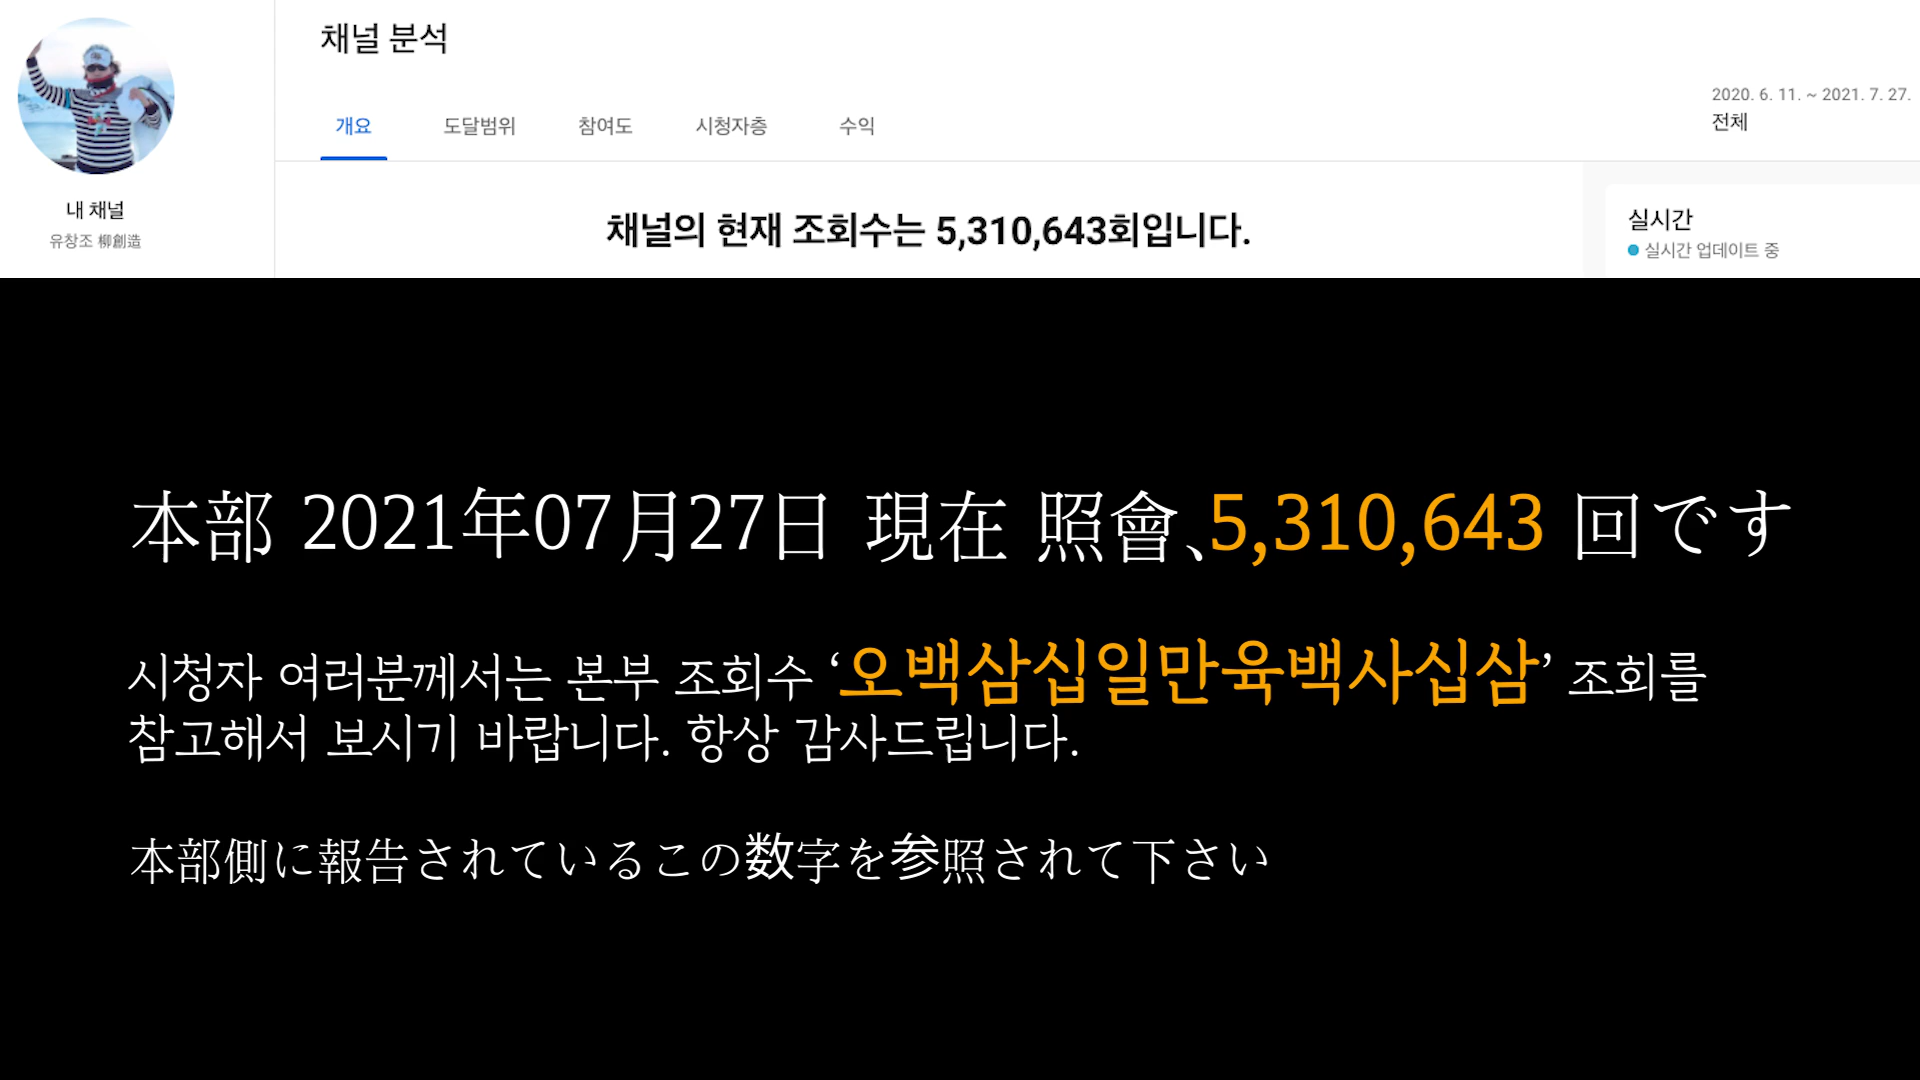 채널 분석
2020. 6. 11. ~ 2021. 7. 27.
전체
개요 도달범위 참여도 시청자층 수익
내 채널
유창조 柳創造
채널의 현재 조회수는 5,310,643회입니다.
실시간
실시간 업데이트 중
本部 2021年07月27日 現在 照會、5,310,643 回です
시청자 여러분께서는 본부 조회수 ‘오백삼십일만육백사십삼’ 조회를
참고해서 보시기 바랍니다. 항상 감사드립니다.
本部側に報告されているこの数字を参照されて下さい